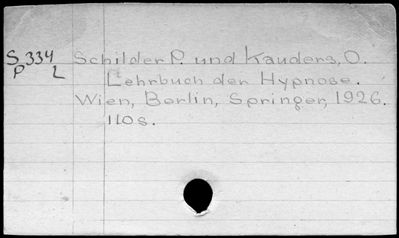 S 334 Schilder P. und Kauders, O.
P L Lehrbuch der Hypnose.
Wien, Berlin, Springer, 1926.
110 s.